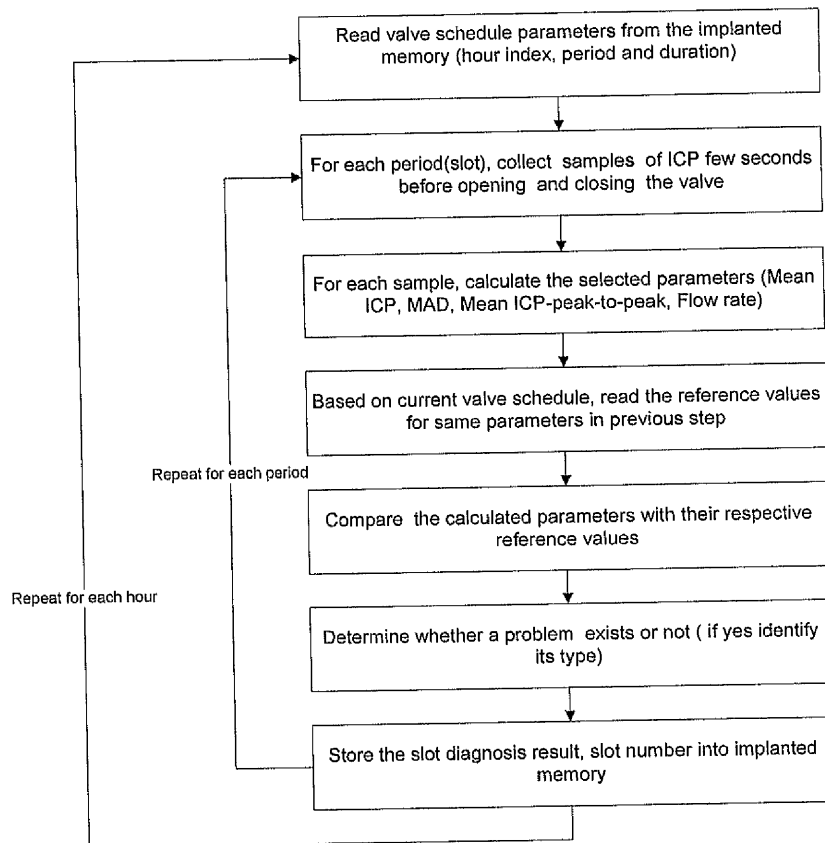 Read valve schedule parameters from the implanted
memory (hour index, period and duration)
For each period(slot), collect samples of ICP few seconds
before opening and closing the valve
For each sample, calculate the selected parameters (Mean
ICP, MAD, Mean ICP-peak-to-peak, Flow rate)
Based on current valve schedule, read the reference values
for same parameters in previous step
Repeat for each period
Compare the calculated parameters with their respective
reference values
Repeat for each hour
Determine whether a problem exists or not ( if yes identify
its type)
Store the slot diagnosis result, slot number into implanted
memory